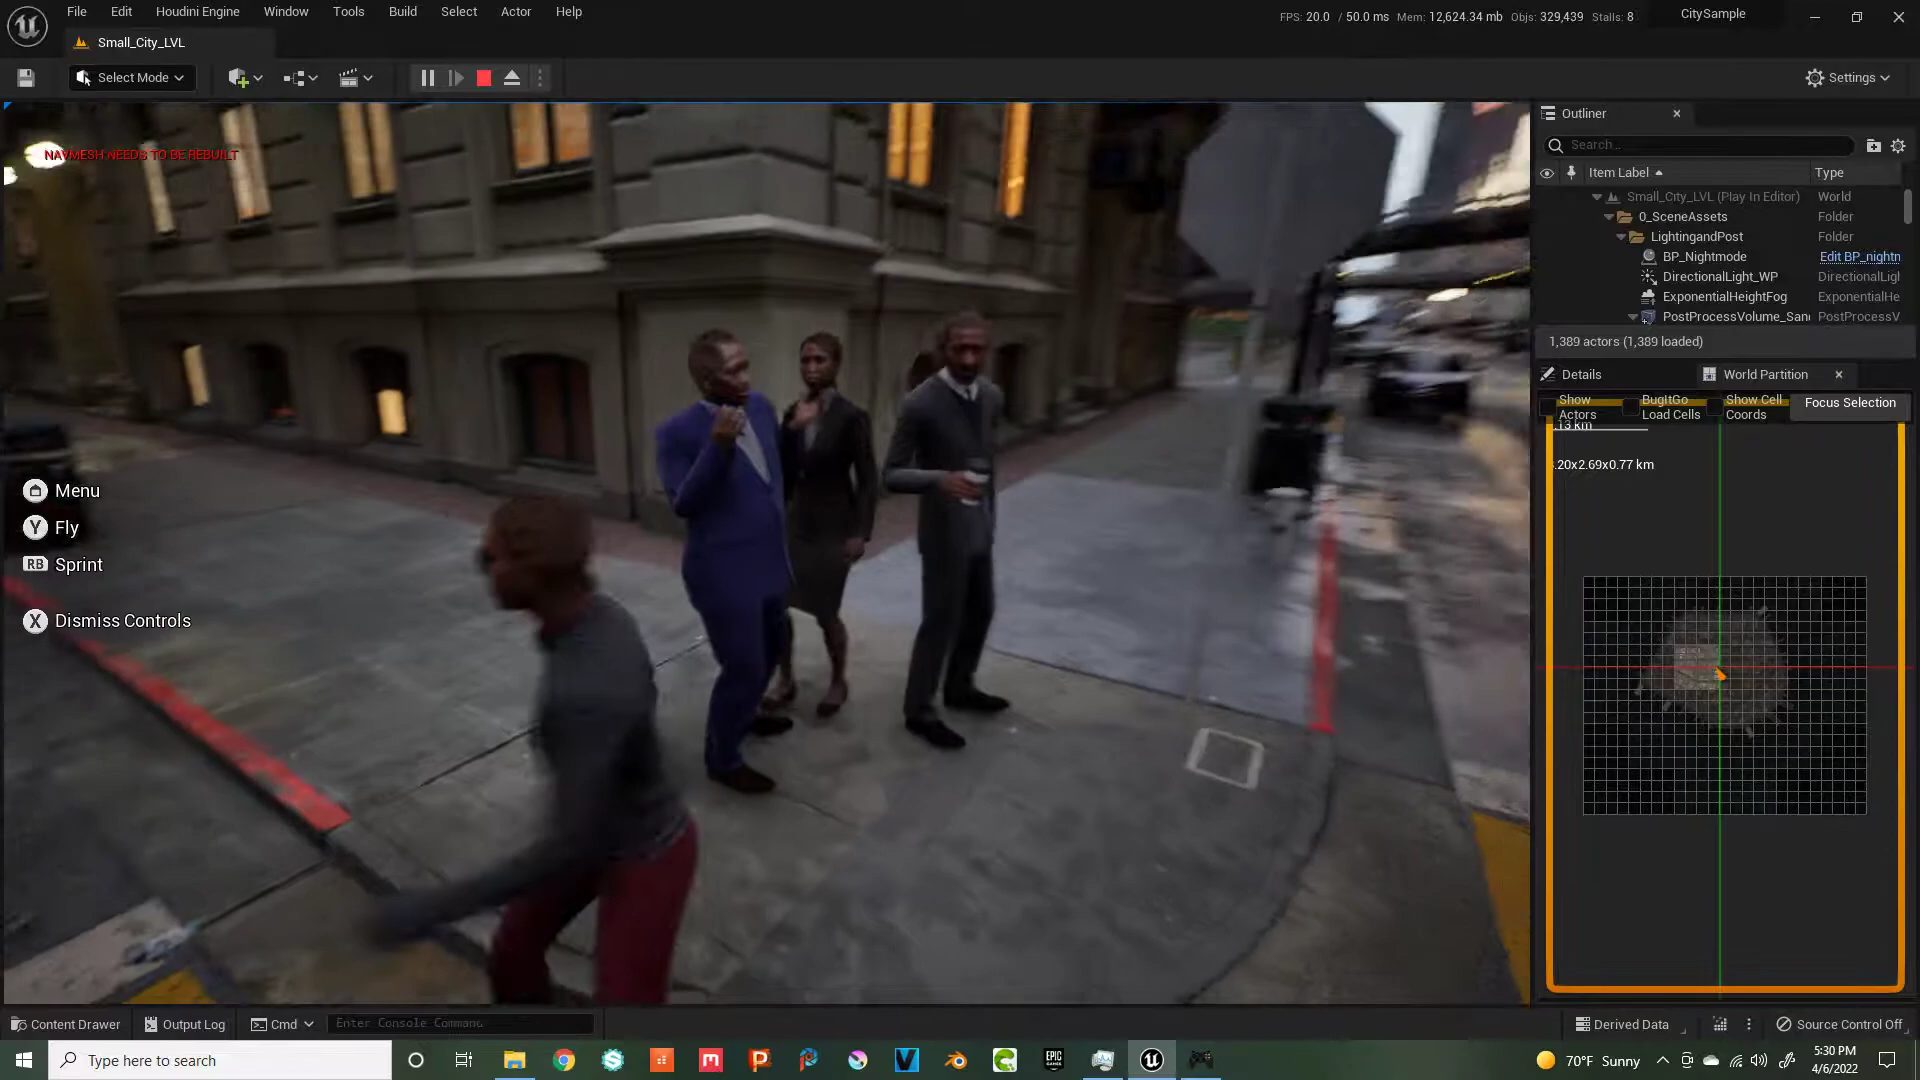 File Edit Houdini Engine Window Tools Build Select Actor Help
FPS: 20.0 / 50.0 ms Mem: 12,624.34 mb Objs: 329,439 Stalls: 8
CitySample
Small_City_LVL
Select Mode
Settings
NAVMESH NEEDS TO BE REBUILT
Menu
Y Fly
RB Sprint
X Dismiss Controls
Outliner
Search...
Item Label Type
Small_City_LVL (Play In Editor) World
0_SceneAssets Folder
LightingandPost Folder
BP_Nightmode Edit BP_nightn
DirectionalLight_WP DirectionalLigl
ExponentialHeightFog ExponentialHe
PostProcessVolume_San PostProcessV
1,389 actors (1,389 loaded)
Details World Partition
Show Actors
BugItGo Load Cells
Show Cell Coords
Focus Selection
.13 km
.20x2.69x0.77 km
Content Drawer Output Log Cmd Enter Console Command
Derived Data Source Control Off
Type here to search
EPIC GAMES
70°F Sunny
5:30 PM
4/6/2022